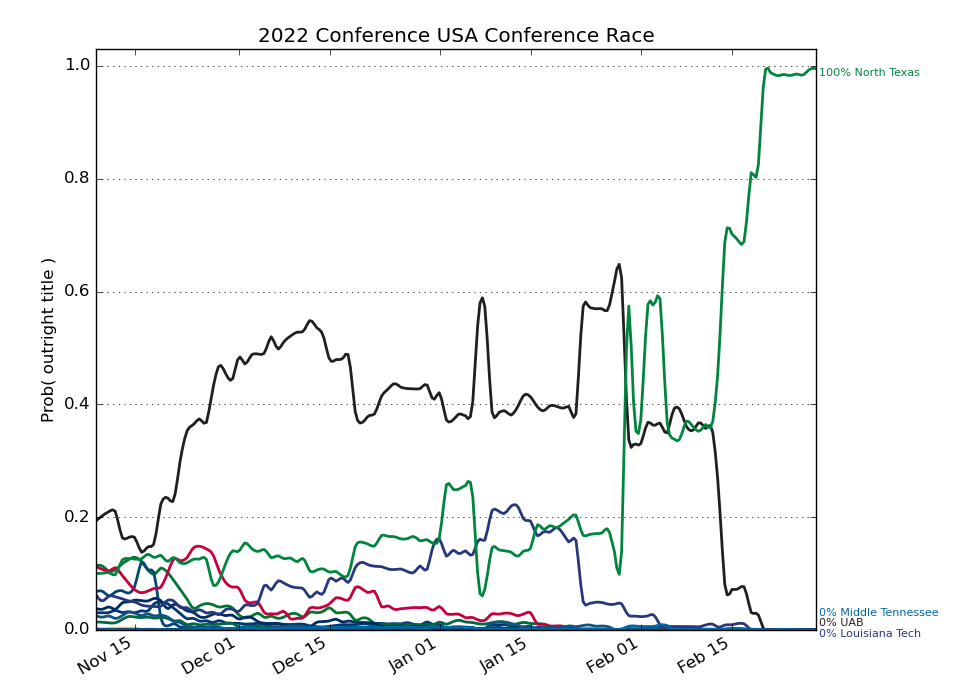 2022 Conference USA Conference Race
1.0
100% North Texas
0.8
0.6
Prob( outright title )
0.4
0.2
0% Middle Tennessee
0% UAB
0.0
0% Louisiana Tech
Nov 15
Dec 01
Dec 15
Jan 01
Jan 15
Feb 01
Feb 15